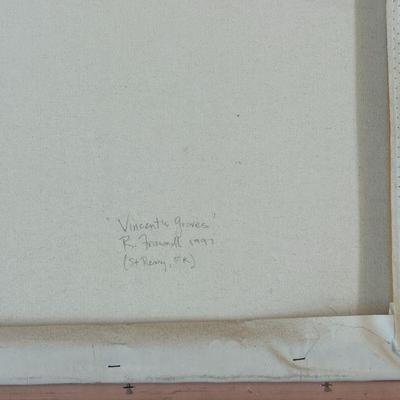 "Vincent's Groves"
R. 1997
(St Remy, FR)